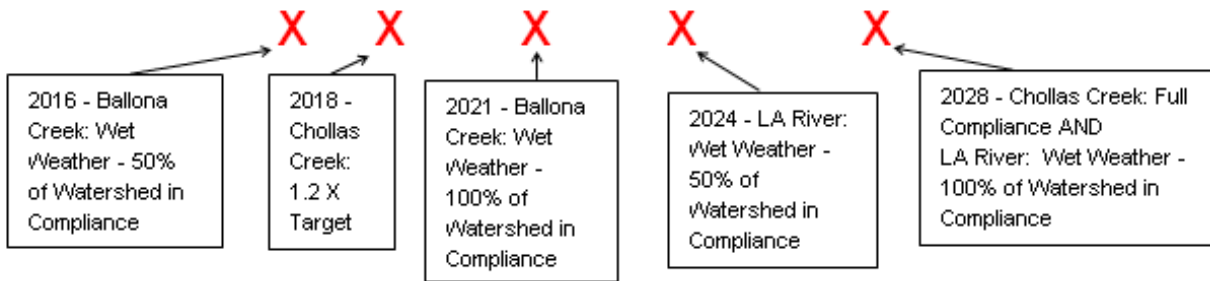 X X X X X
2016 - Ballona
Creek: Wet
Weather - 50%
of Watershed in
Compliance
2018 -
Chollas
Creek:
1.2 X
Target
2021 - Ballona
Creek: Wet
Weather -
100% of
Watershed in
Compliance
2024 - LA River:
Wet Weather -
50% of
Watershed in
Compliance
2028 - Chollas Creek: Full
Compliance AND
LA River: Wet Weather -
100% of Watershed in
Compliance